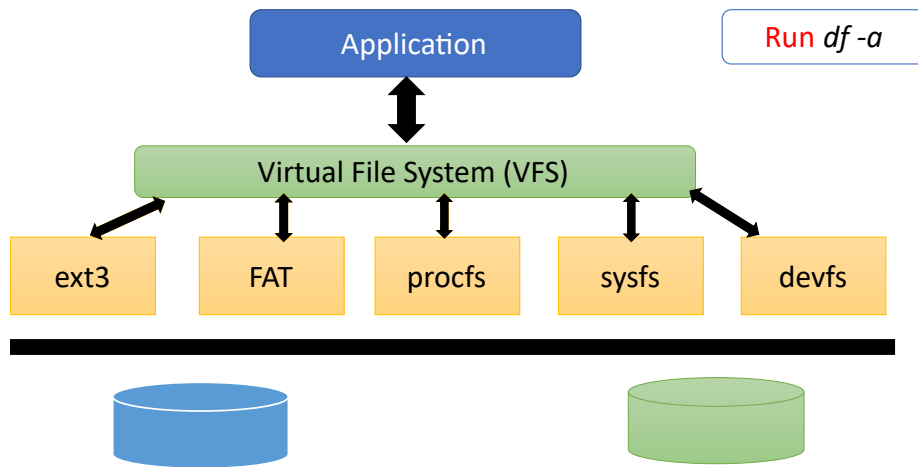 Application
Run df -a
Virtual File System (VFS)
ext3
FAT
procfs
sysfs
devfs